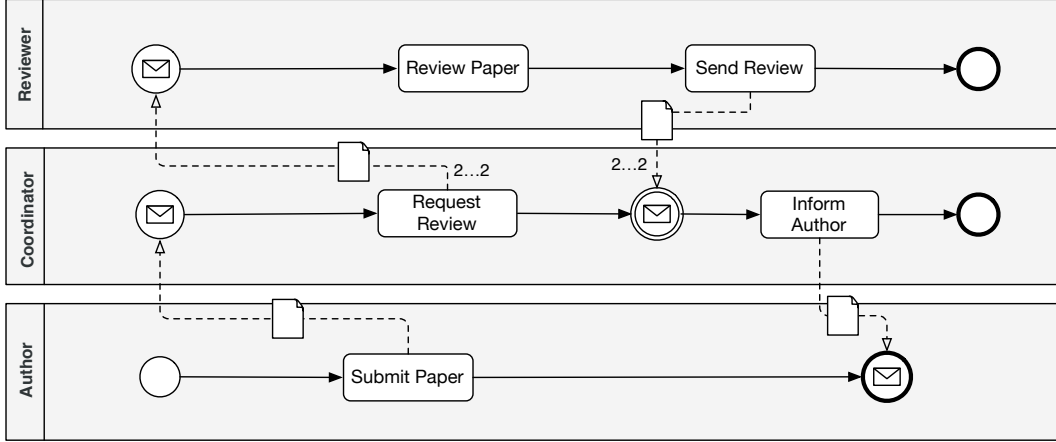 Reviewer
Review Paper
Send Review
2...2
2...2
Coordinator
Request
Review
Inform
Author
Author
Submit Paper